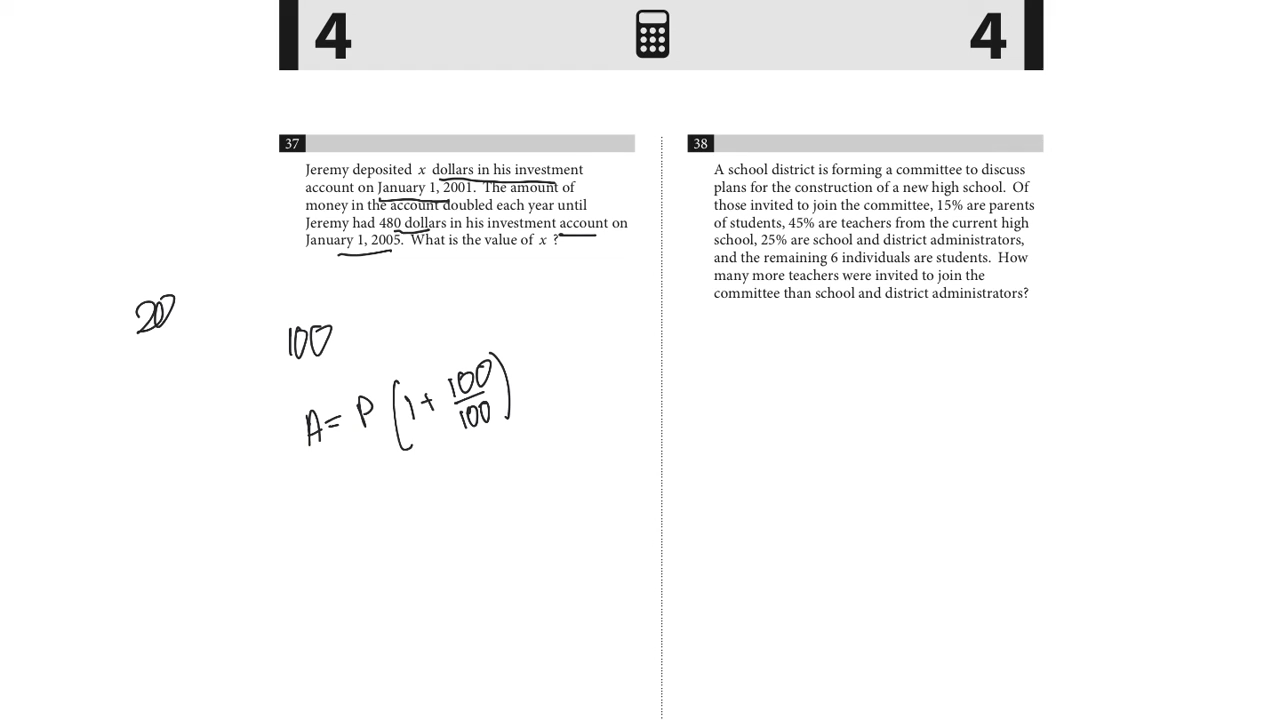 4 4
37
Jeremy deposited x dollars in his investment
account on January 1, 2001. The amount of
money in the account doubled each year until
Jeremy had 480 dollars in his investment account on
January 1, 2005. What is the value of x ?
200
100
A = P (1 + 100/100)
38
A school district is forming a committee to discuss
plans for the construction of a new high school. Of
those invited to join the committee, 15% are parents
of students, 45% are teachers from the current high
school, 25% are school and district administrators,
and the remaining 6 individuals are students. How
many more teachers were invited to join the
committee than school and district administrators?